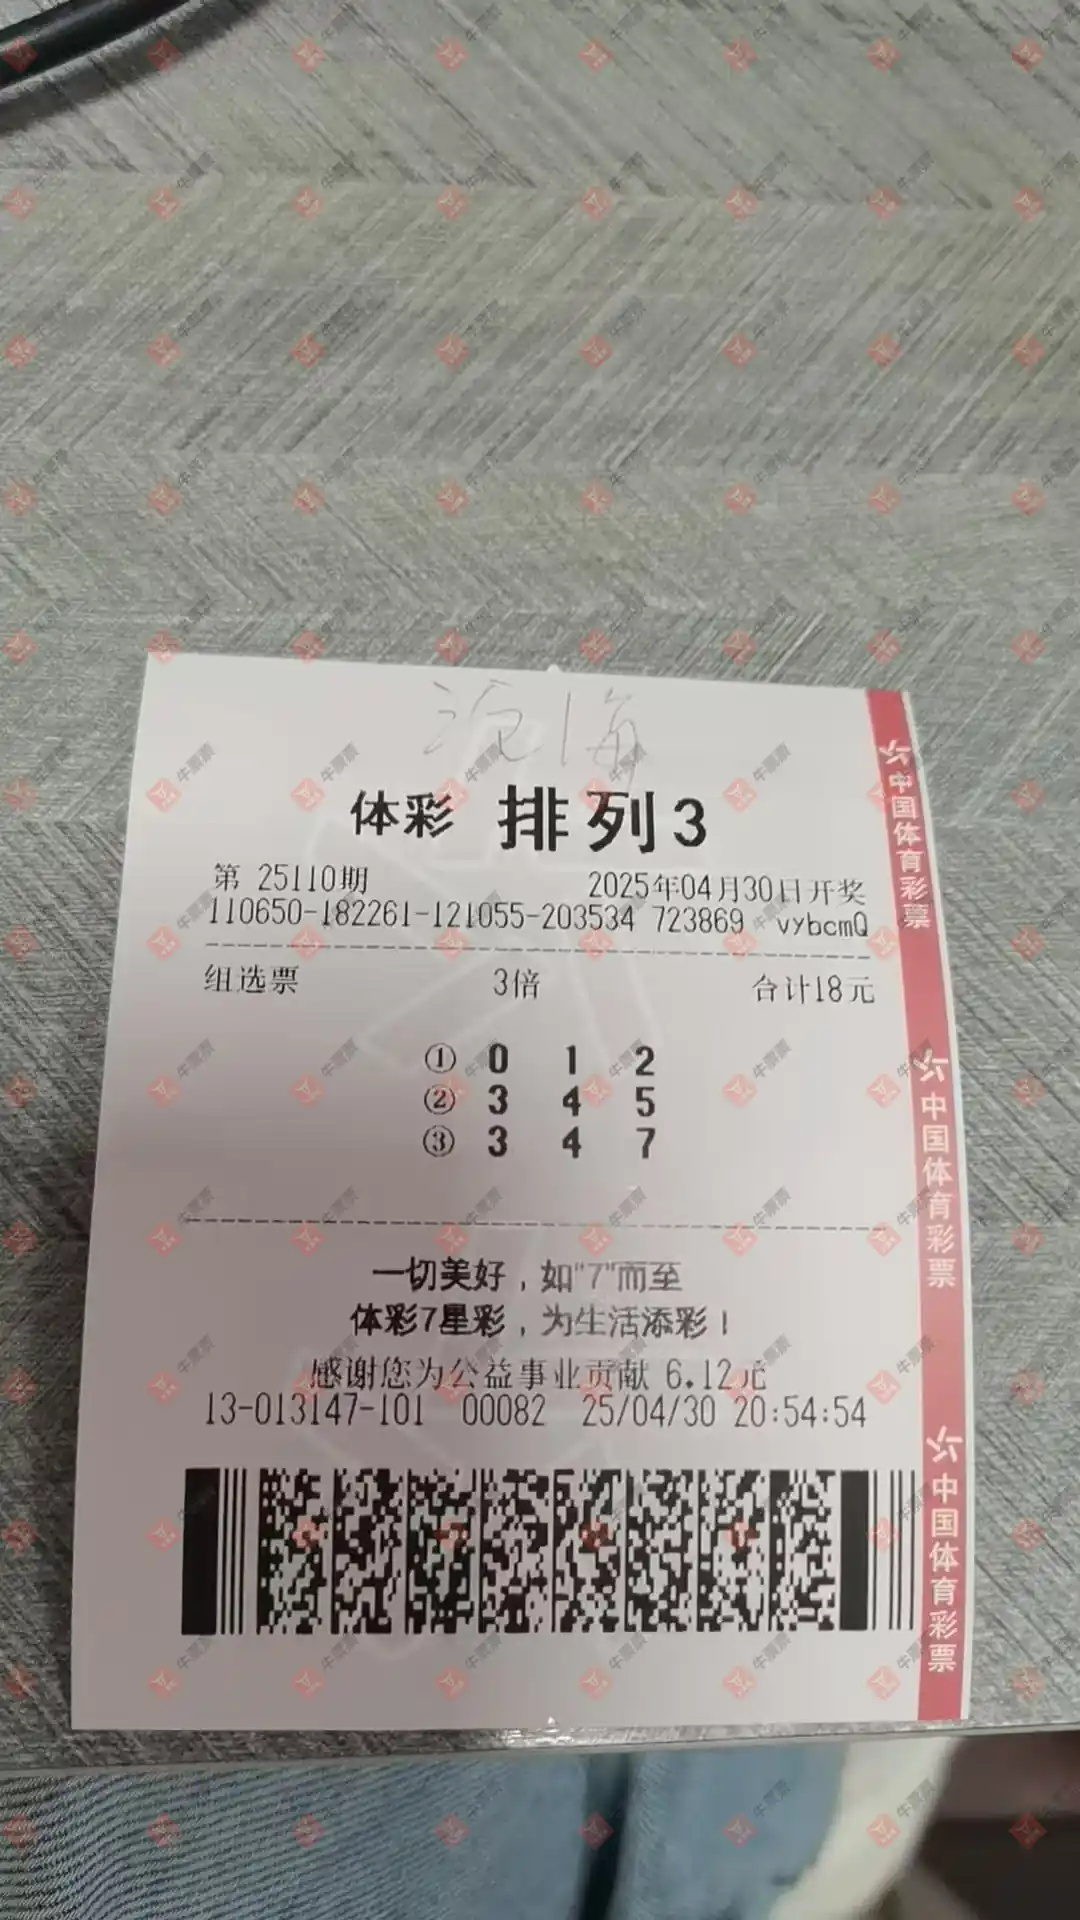 沧海
体彩 排列3
第 25110期 2025年04月30日开奖
110650-182261-121055-203534 723869 vybcmQ
组选票 3倍 合计18元
① 0 1 2
② 3 4 5
③ 3 4 7
一切美好，如"7"而至
体彩7星彩，为生活添彩！
感谢您为公益事业贡献 6.12元
13-013147-101 00082 25/04/30 20:54:54
中国体育彩票
中国体育彩票
中国体育彩票
牛票票